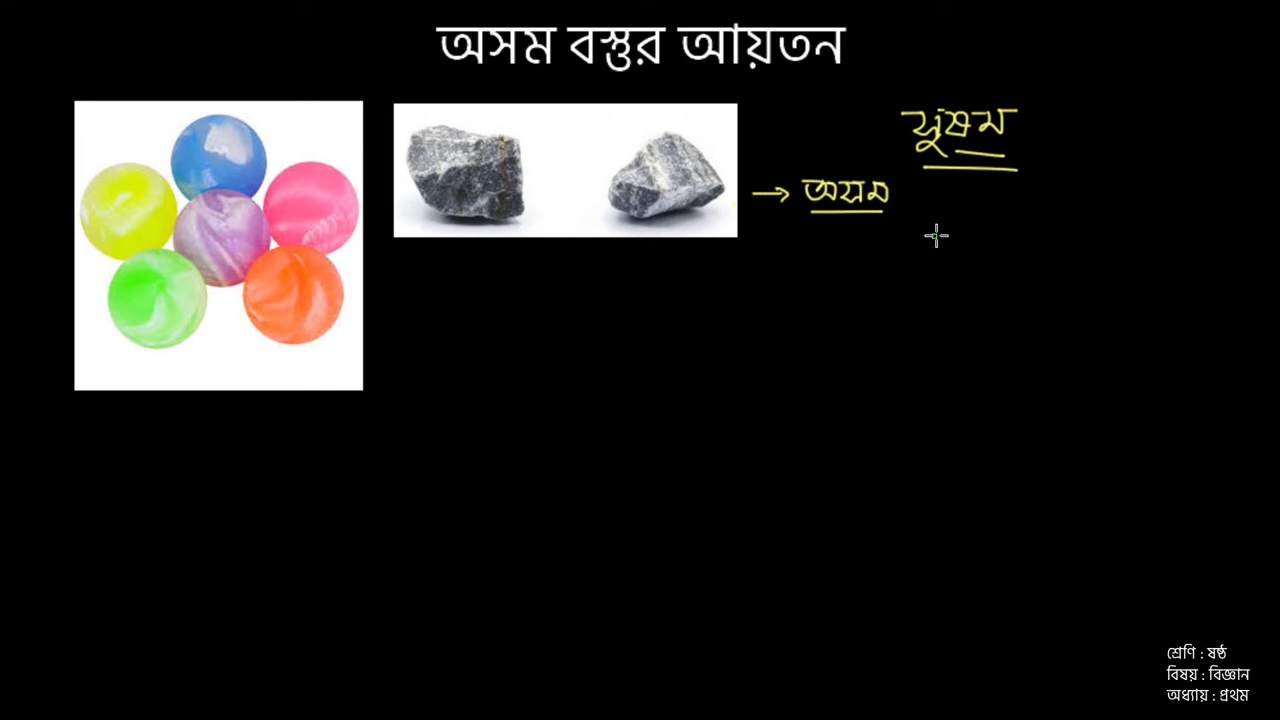 অসম বস্তুর আয়তন
সুষম
→ অসম
শ্রেণি : ষষ্ঠ
বিষয় : বিজ্ঞান
অধ্যায় : প্রথম